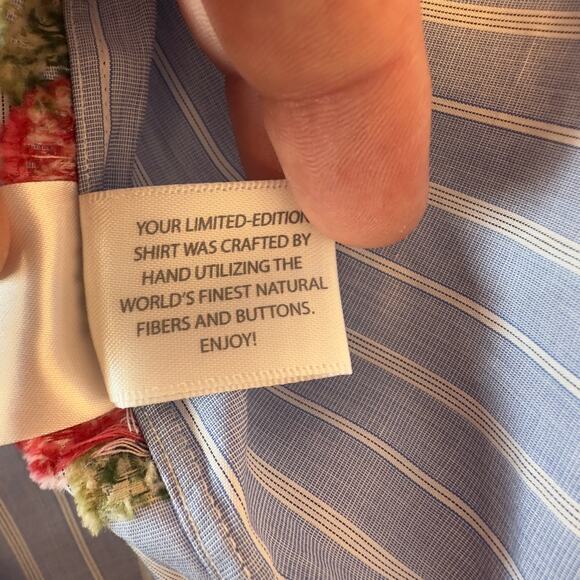 YOUR LIMITED-EDITION
SHIRT WAS CRAFTED BY
HAND UTILIZING THE
WORLD'S FINEST NATURAL
FIBERS AND BUTTONS.
ENJOY!